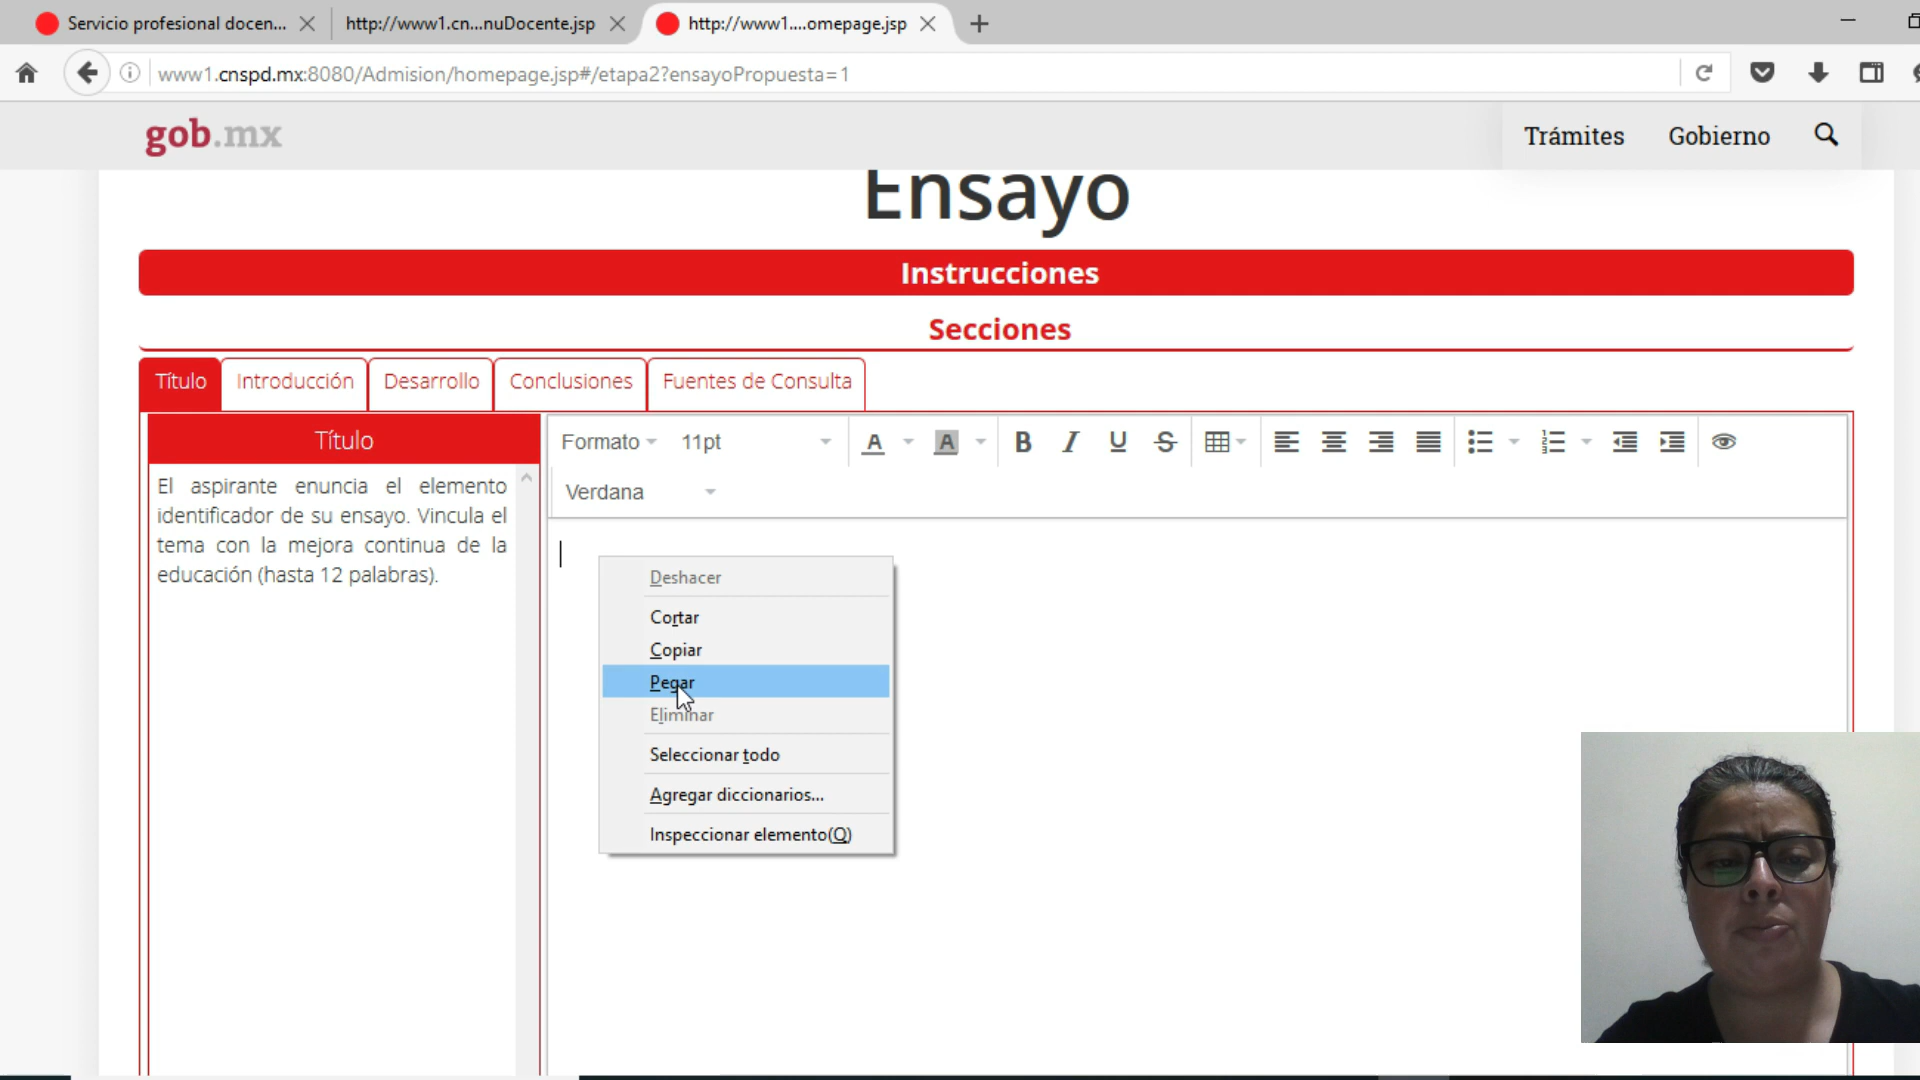 Servicio profesional docen...
http://www1.cn...nuDocente.jsp
http://www1....omepage.jsp
www1.cnspd.mx:8080/Admision/homepage.jsp#/etapa2?ensayoPropuesta=1
gob.mx
Trámites
Gobierno
Ensayo
Instrucciones
Secciones
Título
Introducción
Desarrollo
Conclusiones
Fuentes de Consulta
Título
El aspirante enuncia el elemento
identificador de su ensayo. Vincula el
tema con la mejora continua de la
educación (hasta 12 palabras).
Formato
11pt
A
A
B
I
U
S
Verdana
Deshacer
Cortar
Copiar
Pegar
Eliminar
Seleccionar todo
Agregar diccionarios...
Inspeccionar elemento(Q)